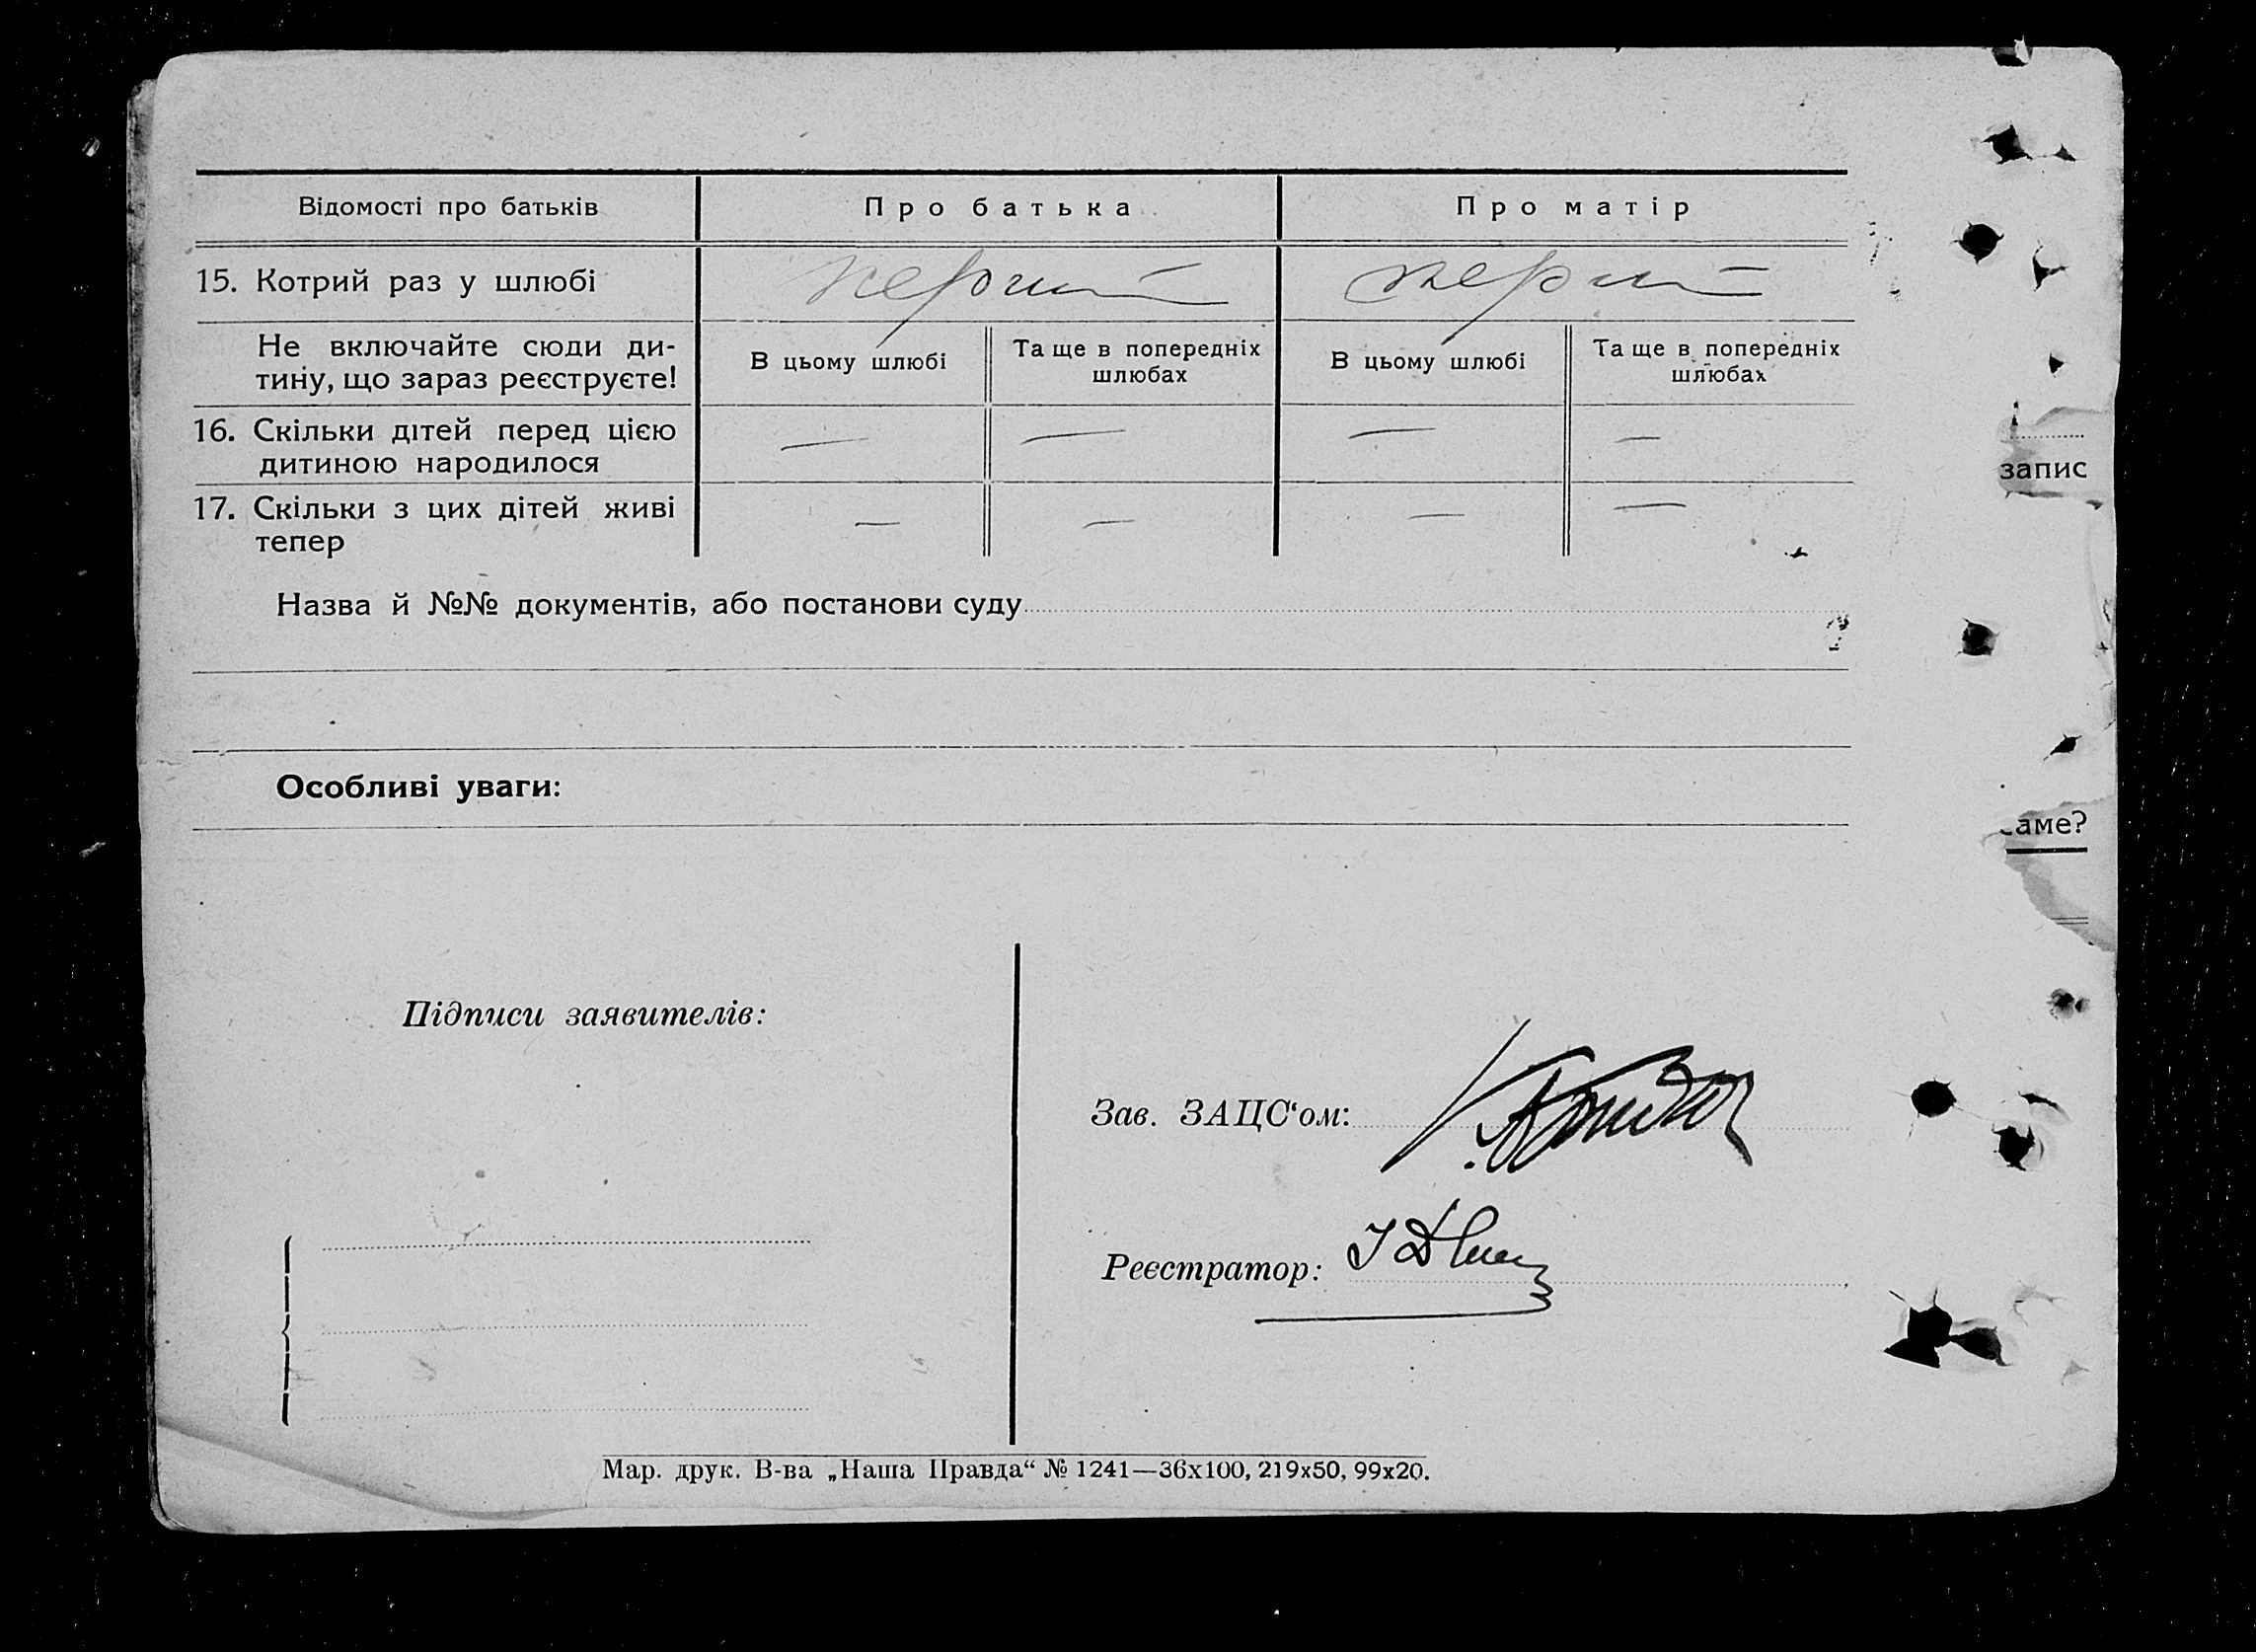 Відомості про батьків Про батька Про матір
15. Котрий раз у шлюбі перший перший
Не включайте сюди ди-
тину, що зараз реєструєте!
В цьому шлюбі
Та ще в попередніх
шлюбах
В цьому шлюбі
Та ще в попередніх
шлюбах
16. Скільки дітей перед цією
дитиною народилося
— — — —
17. Скільки з цих дітей живі
тепер
— — — —
запис
Назва й №№ документів, або постанови суду
Особливі уваги:
саме?
Підписи заявителів:
Зав. ЗАЦС‘ом:
Реєстратор:
Мар. друк. В-ва „Наша Правда“ № 1241—36х100, 219х50, 99х20.